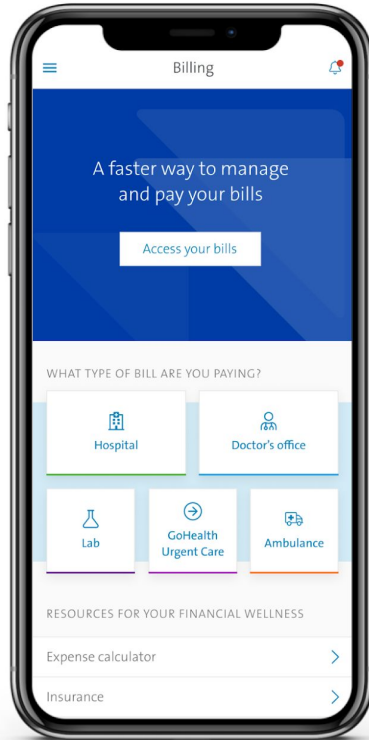 Billing
A faster way to manage
and pay your bills
Access your bills
WHAT TYPE OF BILL ARE YOU PAYING?
Hospital
Doctor's office
Lab
GoHealth
Urgent Care
Ambulance
RESOURCES FOR YOUR FINANCIAL WELLNESS
Expense calculator
Insurance